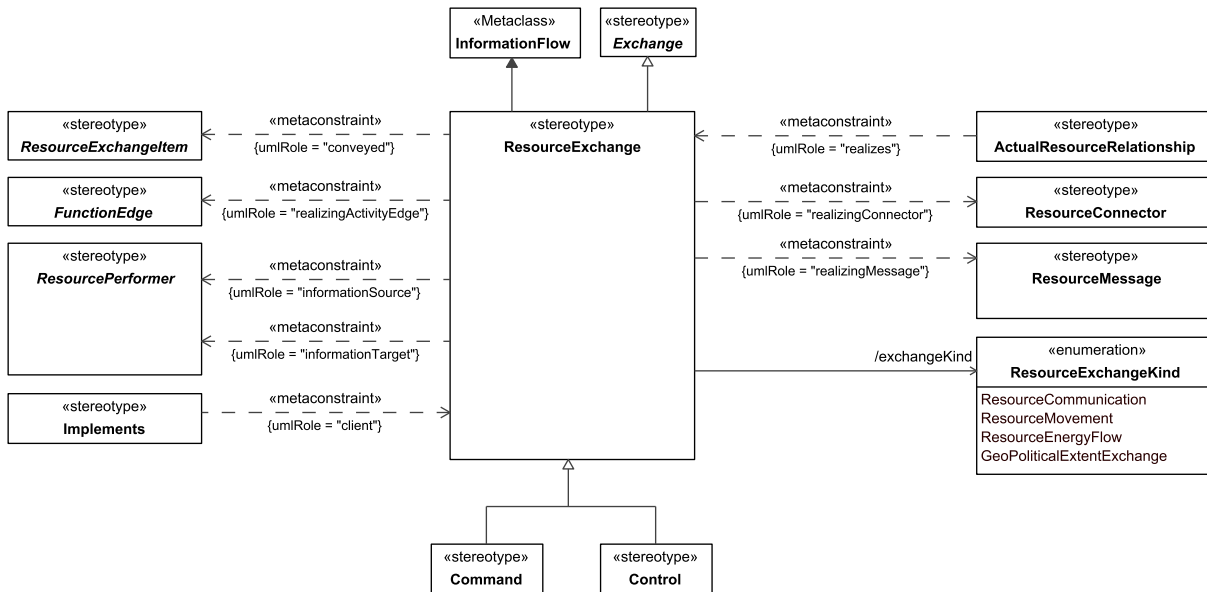 «Metaclass»
InformationFlow
«stereotype»
Exchange
«stereotype»
ResourceExchange
«stereotype»
ResourceExchangeItem
«metaconstraint»
{umlRole = "conveyed"}
«stereotype»
FunctionEdge
«metaconstraint»
{umlRole = "realizingActivityEdge"}
«stereotype»
ResourcePerformer
«metaconstraint»
{umlRole = "informationSource"}
«metaconstraint»
{umlRole = "informationTarget"}
«stereotype»
Implements
«metaconstraint»
{umlRole = "client"}
«metaconstraint»
{umlRole = "realizes"}
«stereotype»
ActualResourceRelationship
«metaconstraint»
{umlRole = "realizingConnector"}
«stereotype»
ResourceConnector
«metaconstraint»
{umlRole = "realizingMessage"}
«stereotype»
ResourceMessage
/exchangeKind
«enumeration»
ResourceExchangeKind
ResourceCommunication
ResourceMovement
ResourceEnergyFlow
GeoPoliticalExtentExchange
«stereotype»
Command
«stereotype»
Control